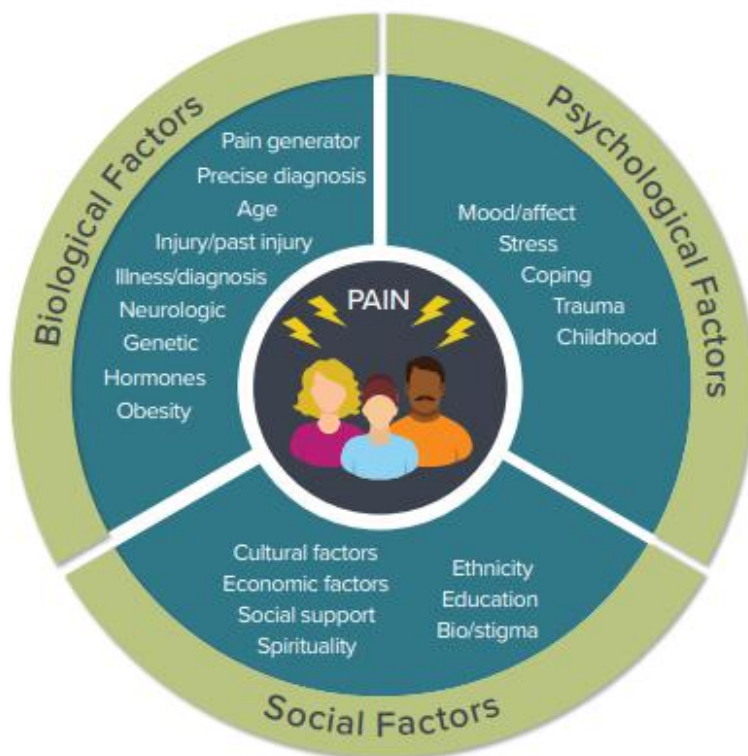 Biological Factors
Pain generator
Precise diagnosis
Age
Injury/past injury
Illness/diagnosis
Neurologic
Genetic
Hormones
Obesity
Psychological Factors
Mood/affect
Stress
Coping
Trauma
Childhood
PAIN
Cultural factors
Economic factors
Social support
Spirituality
Ethnicity
Education
Bio/stigma
Social Factors